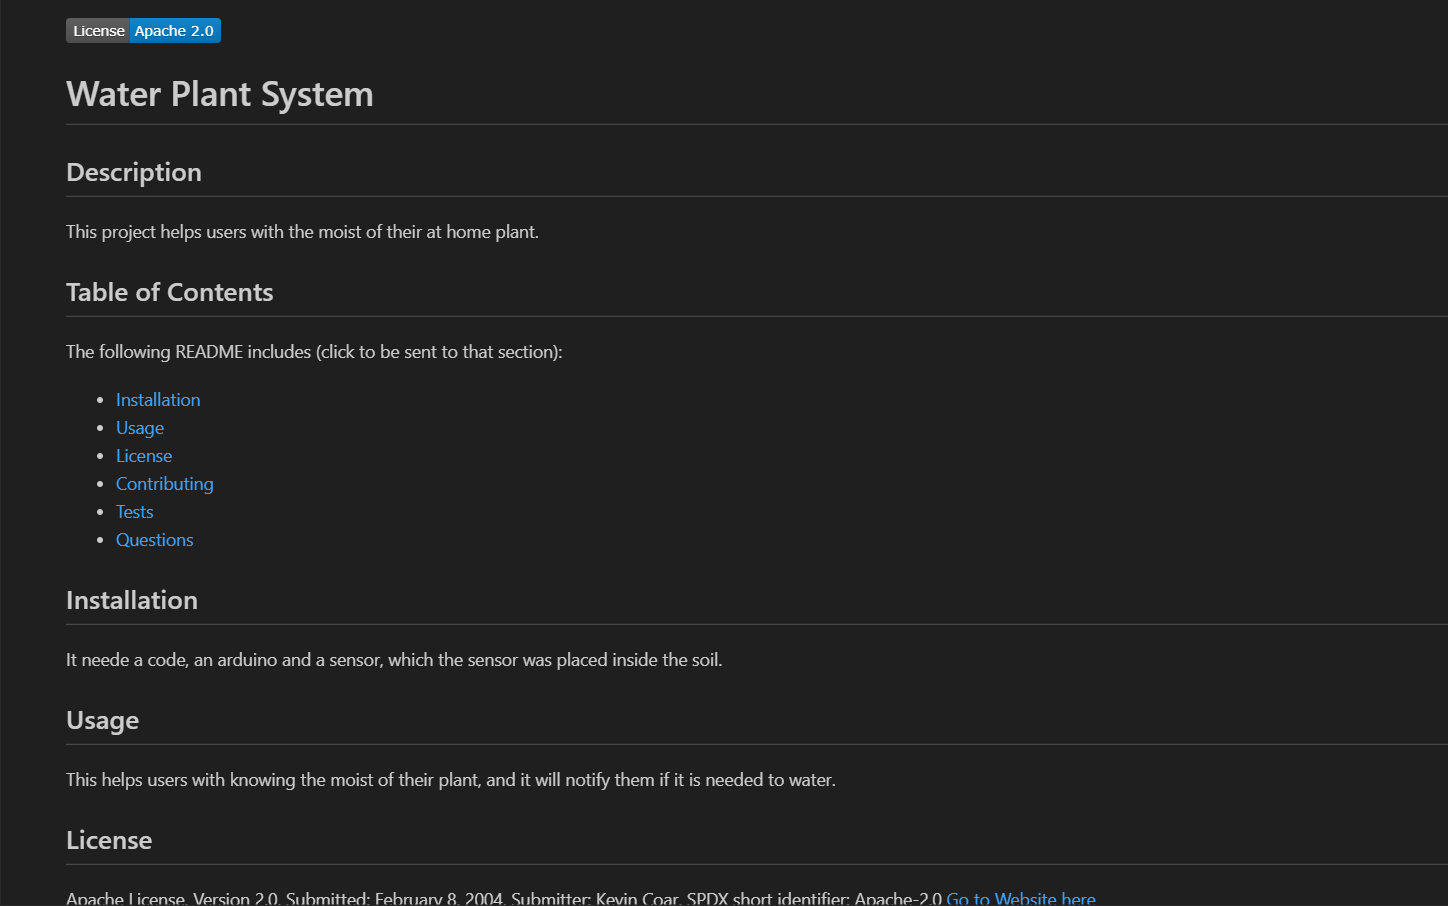 License Apache 2.0
Water Plant System
Description
This project helps users with the moist of their at home plant.
Table of Contents
The following README includes (click to be sent to that section):
Installation
Usage
License
Contributing
Tests
Questions
Installation
It neede a code, an arduino and a sensor, which the sensor was placed inside the soil.
Usage
This helps users with knowing the moist of their plant, and it will notify them if it is needed to water.
License
Apache License, Version 2.0, Submitted: February 8, 2004, Submitter: Kevin Coar, SPDX short identifier: Apache-2.0 Go to Website here